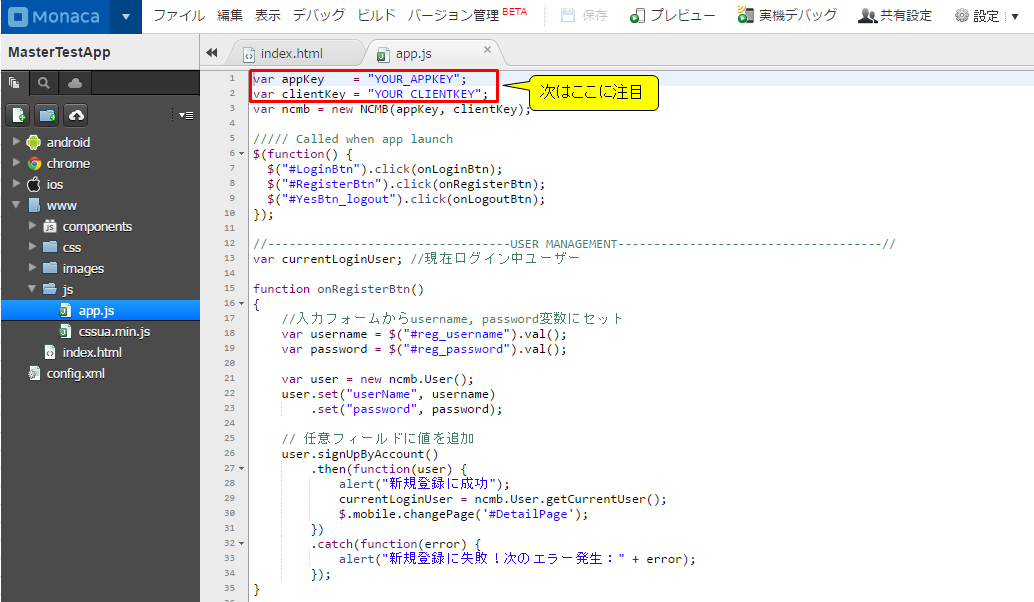 Monaca ファイル 編集 表示 デバッグ ビルド バージョン管理 BETA 保存 プレビュー 実機デバッグ 共有設定 設定
MasterTestApp
index.html
app.js
android
chrome
ios
www
components
css
images
js
app.js
cssua.min.js
index.html
config.xml
1 var appKey    = "YOUR_APPKEY";
2 var clientKey = "YOUR_CLIENTKEY";
次はここに注目
3 var ncmb = new NCMB(appKey, clientKey);
4
5 ///// Called when app launch
6 $(function() {
7   $("#LoginBtn").click(onLoginBtn);
8   $("#RegisterBtn").click(onRegisterBtn);
9   $("#YesBtn_logout").click(onLogoutBtn);
10 });
11
12 //----------------------------------USER MANAGEMENT-------------------------------------//
13 var currentLoginUser; //現在ログイン中ユーザー
14
15 function onRegisterBtn()
16 {
17     //入力フォームからusername, password変数にセット
18     var username = $("#reg_username").val();
19     var password = $("#reg_password").val();
20
21     var user = new ncmb.User();
22     user.set("userName", username)
23         .set("password", password);
24
25     // 任意フィールドに値を追加
26     user.signUpByAccount()
27         .then(function(user) {
28             alert("新規登録に成功");
29             currentLoginUser = ncmb.User.getCurrentUser();
30             $.mobile.changePage('#DetailPage');
31         })
32         .catch(function(error) {
33             alert("新規登録に失敗！次のエラー発生：" + error);
34         });
35 }